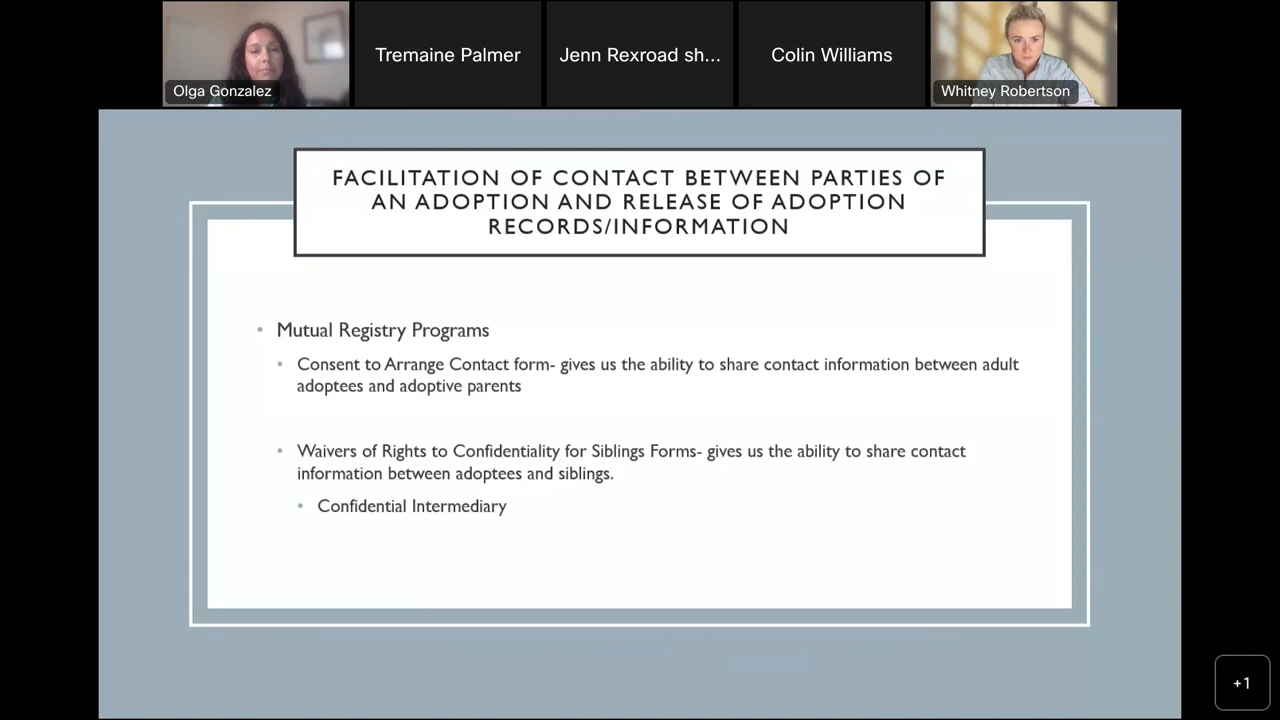 Olga Gonzalez
Tremaine Palmer
Jenn Rexroad sh...
Colin Williams
Whitney Robertson
FACILITATION OF CONTACT BETWEEN PARTIES OF
AN ADOPTION AND RELEASE OF ADOPTION
RECORDS/INFORMATION
• Mutual Registry Programs
• Consent to Arrange Contact form- gives us the ability to share contact information between adult
adoptees and adoptive parents
• Waivers of Rights to Confidentiality for Siblings Forms- gives us the ability to share contact
information between adoptees and siblings.
• Confidential Intermediary
+1